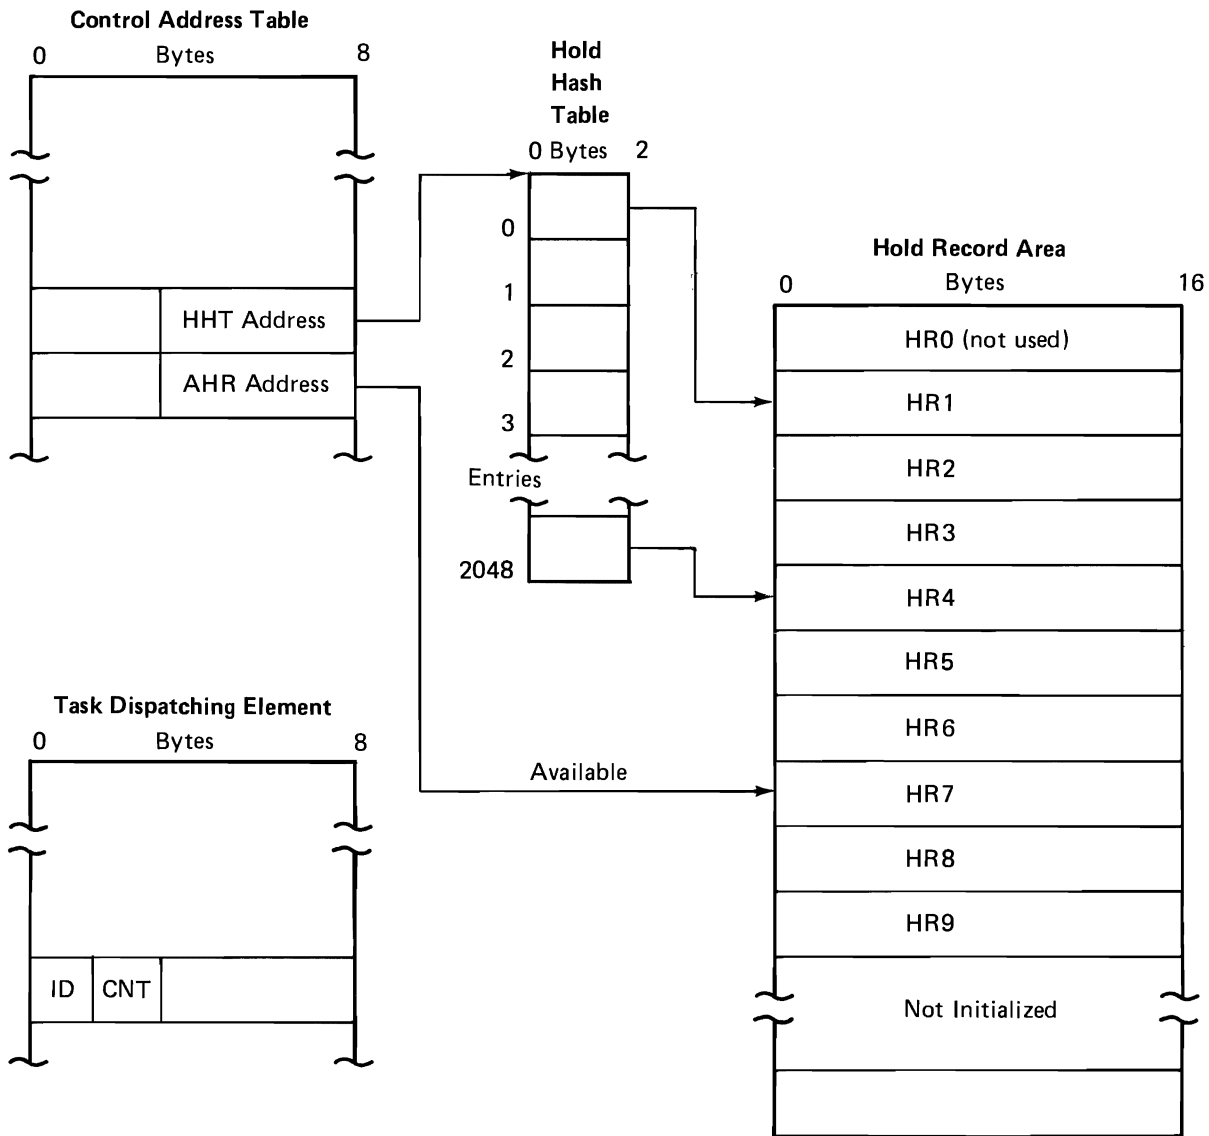 Control Address Table
0 Bytes 8
Hold
Hash
Table
0 Bytes 2
0
1
2
3
Entries
2048
HHT Address
AHR Address
Hold Record Area
0 Bytes 16
HR0 (not used)
HR1
HR2
HR3
HR4
HR5
HR6
HR7
HR8
HR9
Not Initialized
Available
Task Dispatching Element
0 Bytes 8
ID CNT